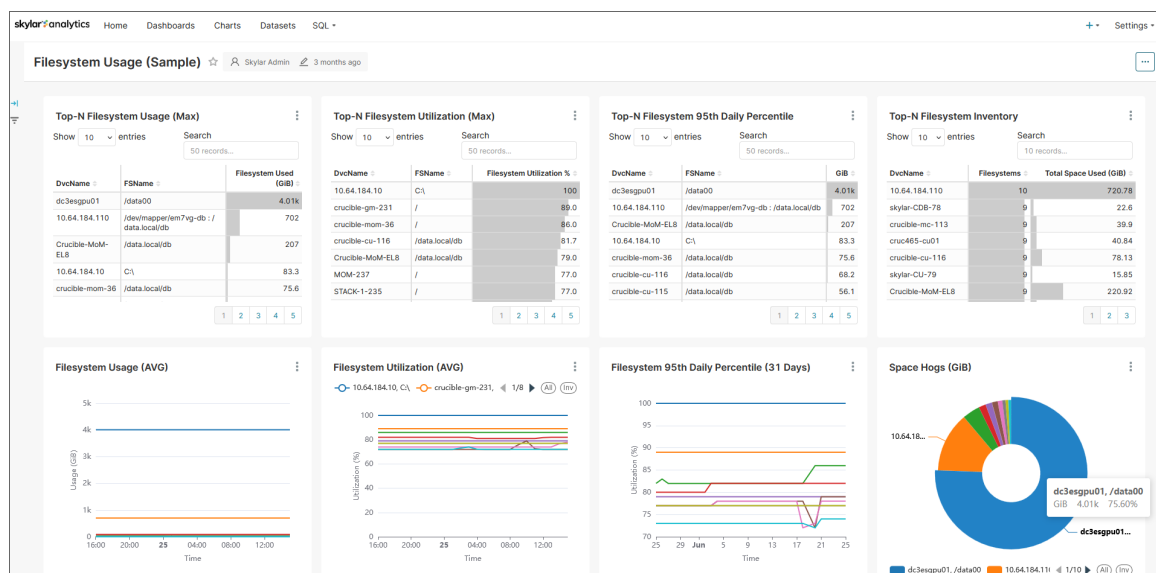 skylar analytics Home Dashboards Charts Datasets SQL Settings
Filesystem Usage (Sample) Skylar Admin 3 months ago
Top-N Filesystem Usage (Max)
Show 10 entries Search
50 records...
DvcName FSName Filesystem Used (GiB)
dc3esgpu01 /data00 4.01k
10.64.184.110 /dev/mapper/em7vg-db : / data.local/db 702
Crucible-MoM-EL8 /data.local/db 207
10.64.184.10 C:\ 83.3
crucible-mom-36 /data.local/db 75.6
1 2 3 4 5
Top-N Filesystem Utilization (Max)
Show 10 entries Search
50 records...
DvcName FSName Filesystem Utilization %
10.64.184.10 C:\ 100
crucible-gm-231 / 89.0
crucible-mom-36 / 86.0
crucible-cu-116 /data.local/db 81.7
Crucible-MoM-EL8 /data.local/db 79.0
MOM-237 / 77.0
STACK-1-235 / 77.0
1 2 3 4 5
Top-N Filesystem 95th Daily Percentile
Show 10 entries Search
50 records...
DvcName FSName GiB
dc3esgpu01 /data00 4.01k
10.64.184.110 /dev/mapper/em7vg-db : /data.local/db 702
Crucible-MoM-EL8 /data.local/db 207
10.64.184.10 C:\ 83.3
crucible-mom-36 /data.local/db 75.6
crucible-cu-116 /data.local/db 68.2
crucible-cu-115 /data.local/db 56.1
1 2 3 4 5
Top-N Filesystem Inventory
Show 10 entries Search
10 records...
DvcName Filesystems Total Space Used (GiB)
10.64.184.110 10 720.78
skylar-CDB-78 9 22.6
crucible-mc-113 9 39.9
cruc465-cu01 9 40.84
crucible-cu-116 9 78.13
skylar-CU-79 9 15.85
Crucible-MoM-EL8 9 220.92
1 2 3
Filesystem Usage (AVG)
Usage (GiB)
5k
4k
3k
2k
1k
0
16:00 20:00 25 04:00 08:00 12:00
Time
Filesystem Utilization (AVG)
10.64.184.10, C:\ crucible-gm-231, 1/8 All Inv
Utilization (%)
100
80
60
40
20
0
16:00 20:00 25 04:00 08:00 12:00
Time
Filesystem 95th Daily Percentile (31 Days)
Utilization (%)
100
95
90
85
80
75
70
25 29 Jun 5 9 13 17 21 25
Time
Space Hogs (GiB)
10.64.18...
dc3esgpu01, /data00
GiB 4.01k 75.60%
dc3esgpu01...
dc3esgpu01, /data00 10.64.184.11 1/10 All Inv